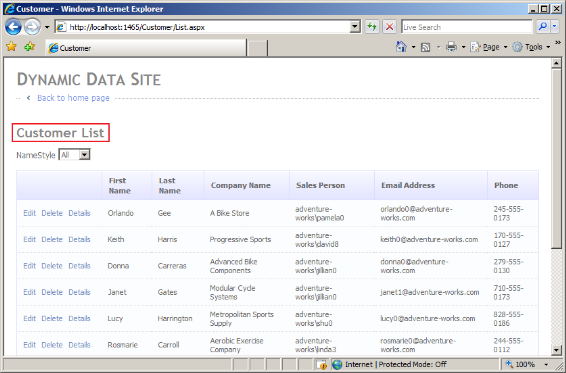 Customer - Windows Internet Explorer
http://localhost:1465/Customer/List.aspx
Live Search
Customer
Page
Tools
DYNAMIC DATA SITE
Back to home page
Customer List
NameStyle All
First Name Last Name Company Name Sales Person Email Address Phone
Edit Delete Details Orlando Gee A Bike Store adventure-works\pamela0 orlando0@adventure-works.com 245-555-0173
Edit Delete Details Keith Harris Progressive Sports adventure-works\david8 keith0@adventure-works.com 170-555-0127
Edit Delete Details Donna Carreras Advanced Bike Components adventure-works\jillian0 donna0@adventure-works.com 279-555-0130
Edit Delete Details Janet Gates Modular Cycle Systems adventure-works\jillian0 janet1@adventure-works.com 710-555-0173
Edit Delete Details Lucy Harrington Metropolitan Sports Supply adventure-works\shu0 lucy0@adventure-works.com 828-555-0186
Edit Delete Details Rosmarie Carroll Aerobic Exercise Company adventure-works\linda3 rosmarie0@adventure-works.com 244-555-0112
Internet | Protected Mode: Off
100%